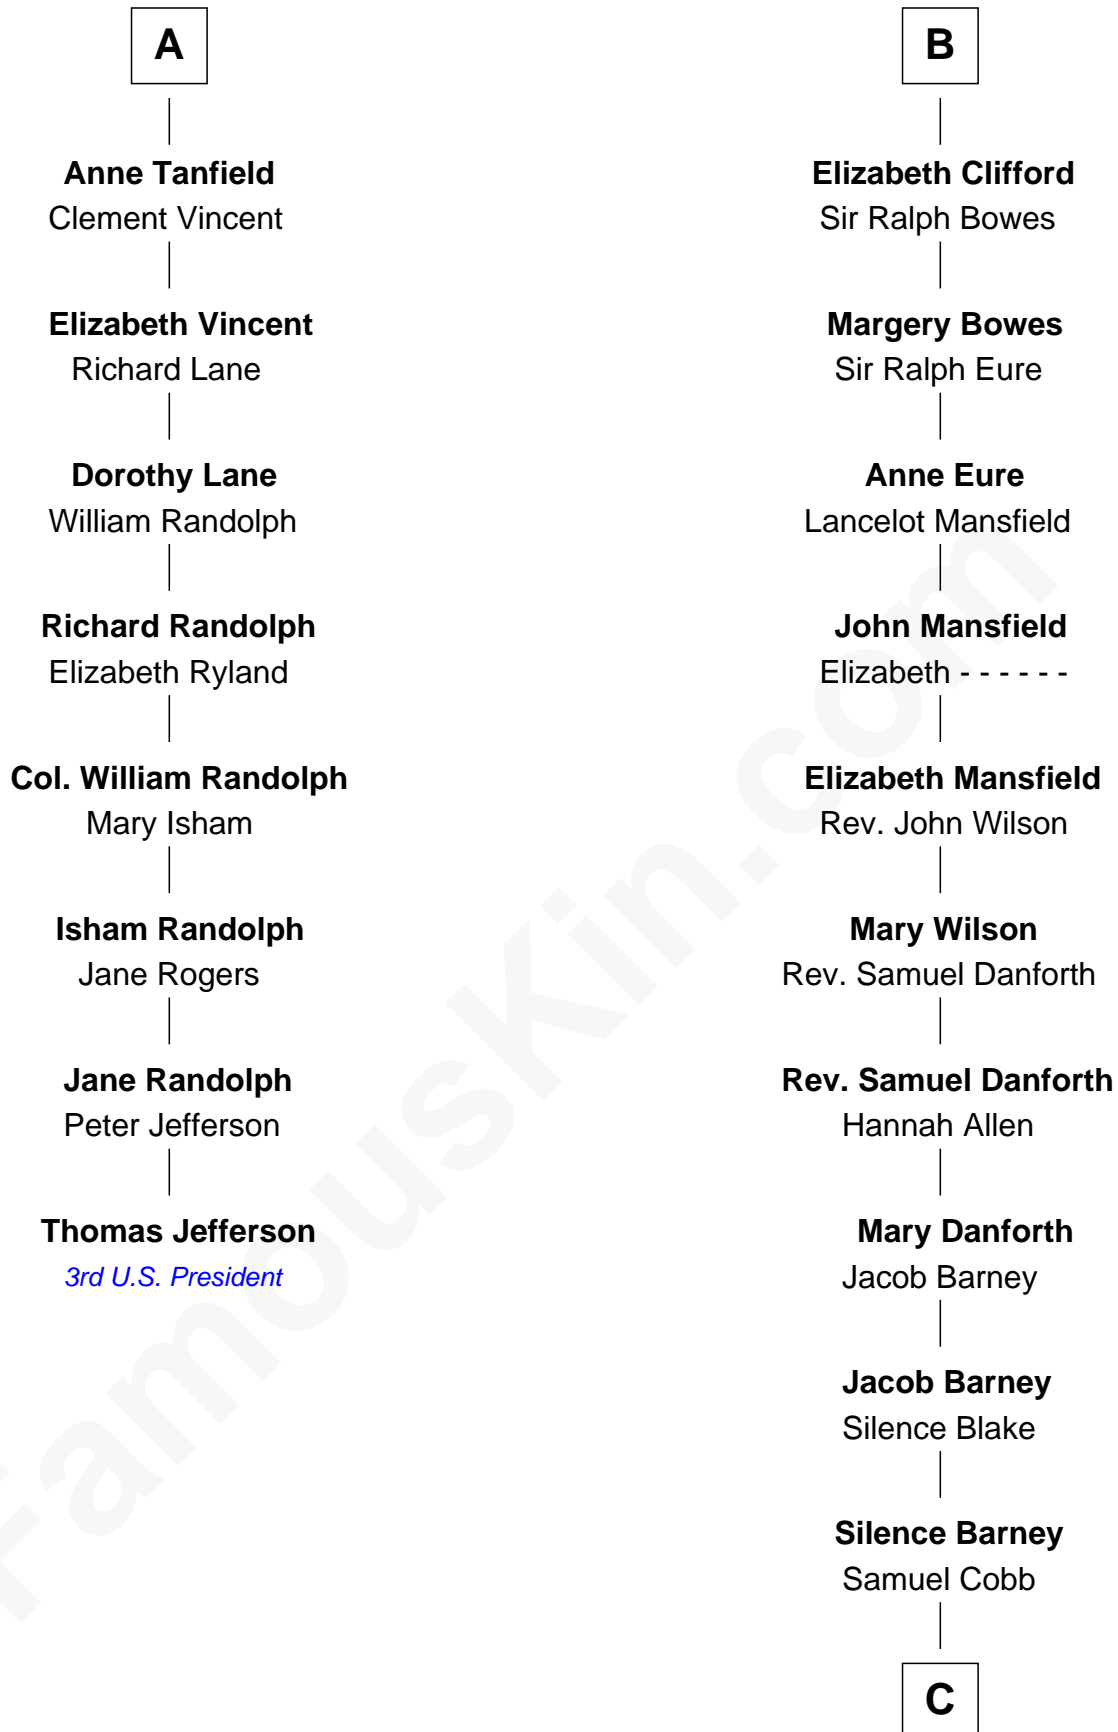 A
Anne Tanfield
Clement Vincent
Elizabeth Vincent
Richard Lane
Dorothy Lane
William Randolph
Richard Randolph
Elizabeth Ryland
Col. William Randolph
Mary Isham
Isham Randolph
Jane Rogers
Jane Randolph
Peter Jefferson
Thomas Jefferson
3rd U.S. President
B
Elizabeth Clifford
Sir Ralph Bowes
Margery Bowes
Sir Ralph Eure
Anne Eure
Lancelot Mansfield
John Mansfield
Elizabeth - - - - - -
Elizabeth Mansfield
Rev. John Wilson
Mary Wilson
Rev. Samuel Danforth
Rev. Samuel Danforth
Hannah Allen
Mary Danforth
Jacob Barney
Jacob Barney
Silence Blake
Silence Barney
Samuel Cobb
C
FamousKin.com